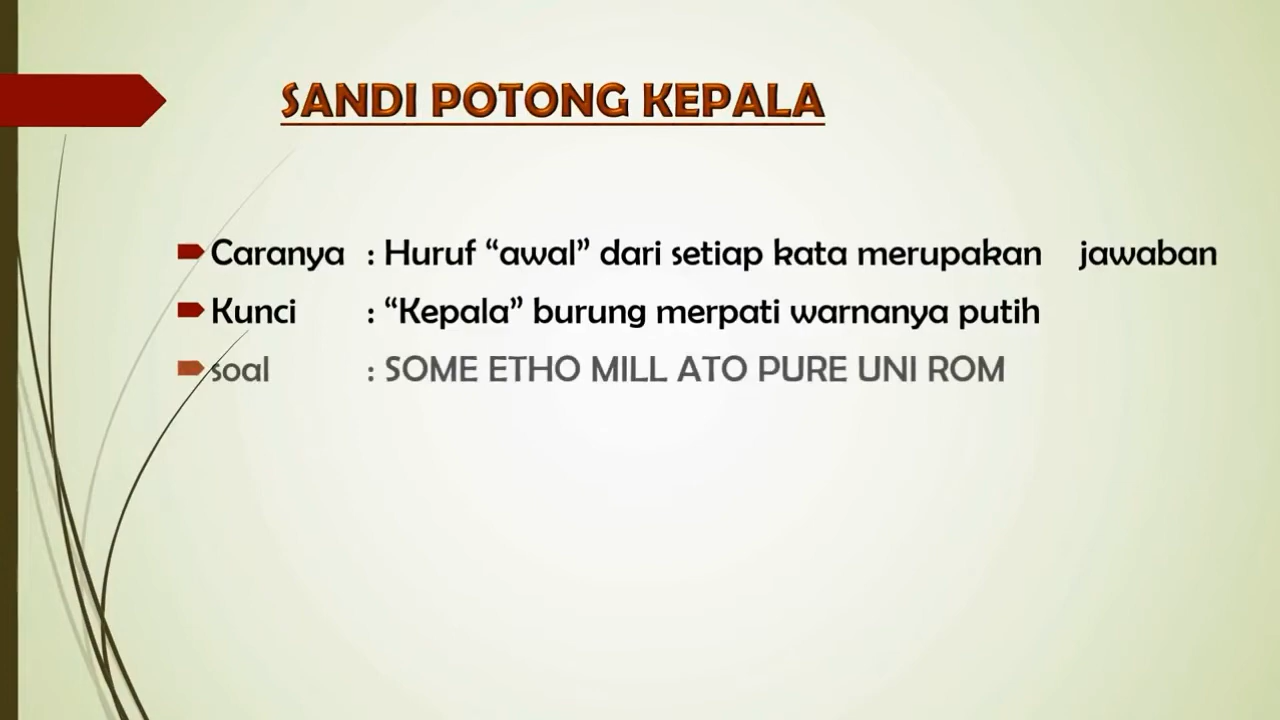 SANDI POTONG KEPALA
Caranya : Huruf “awal” dari setiap kata merupakan jawaban
Kunci : “Kepala” burung merpati warnanya putih
soal : SOME ETHO MILL ATO PURE UNI ROM